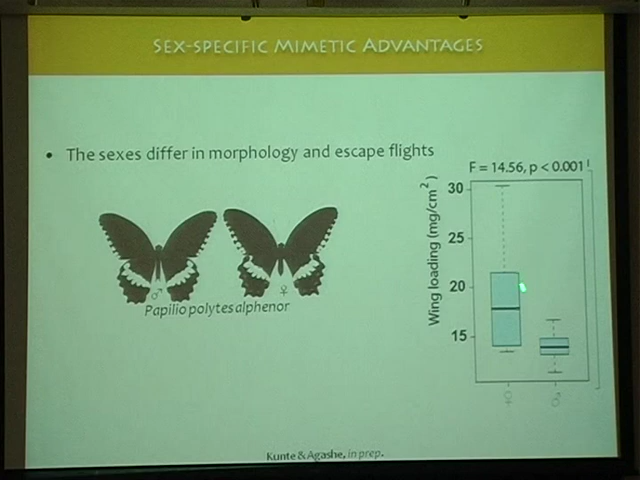 SEX-SPECIFIC MIMETIC ADVANTAGES
• The sexes differ in morphology and escape flights
F = 14.56, p < 0.001
Wing loading (mg/cm²)
30
25
20
15
♀ ♂
♂ ♀
Papilio polytes alphenor
Kunte & Agashe, in prep.